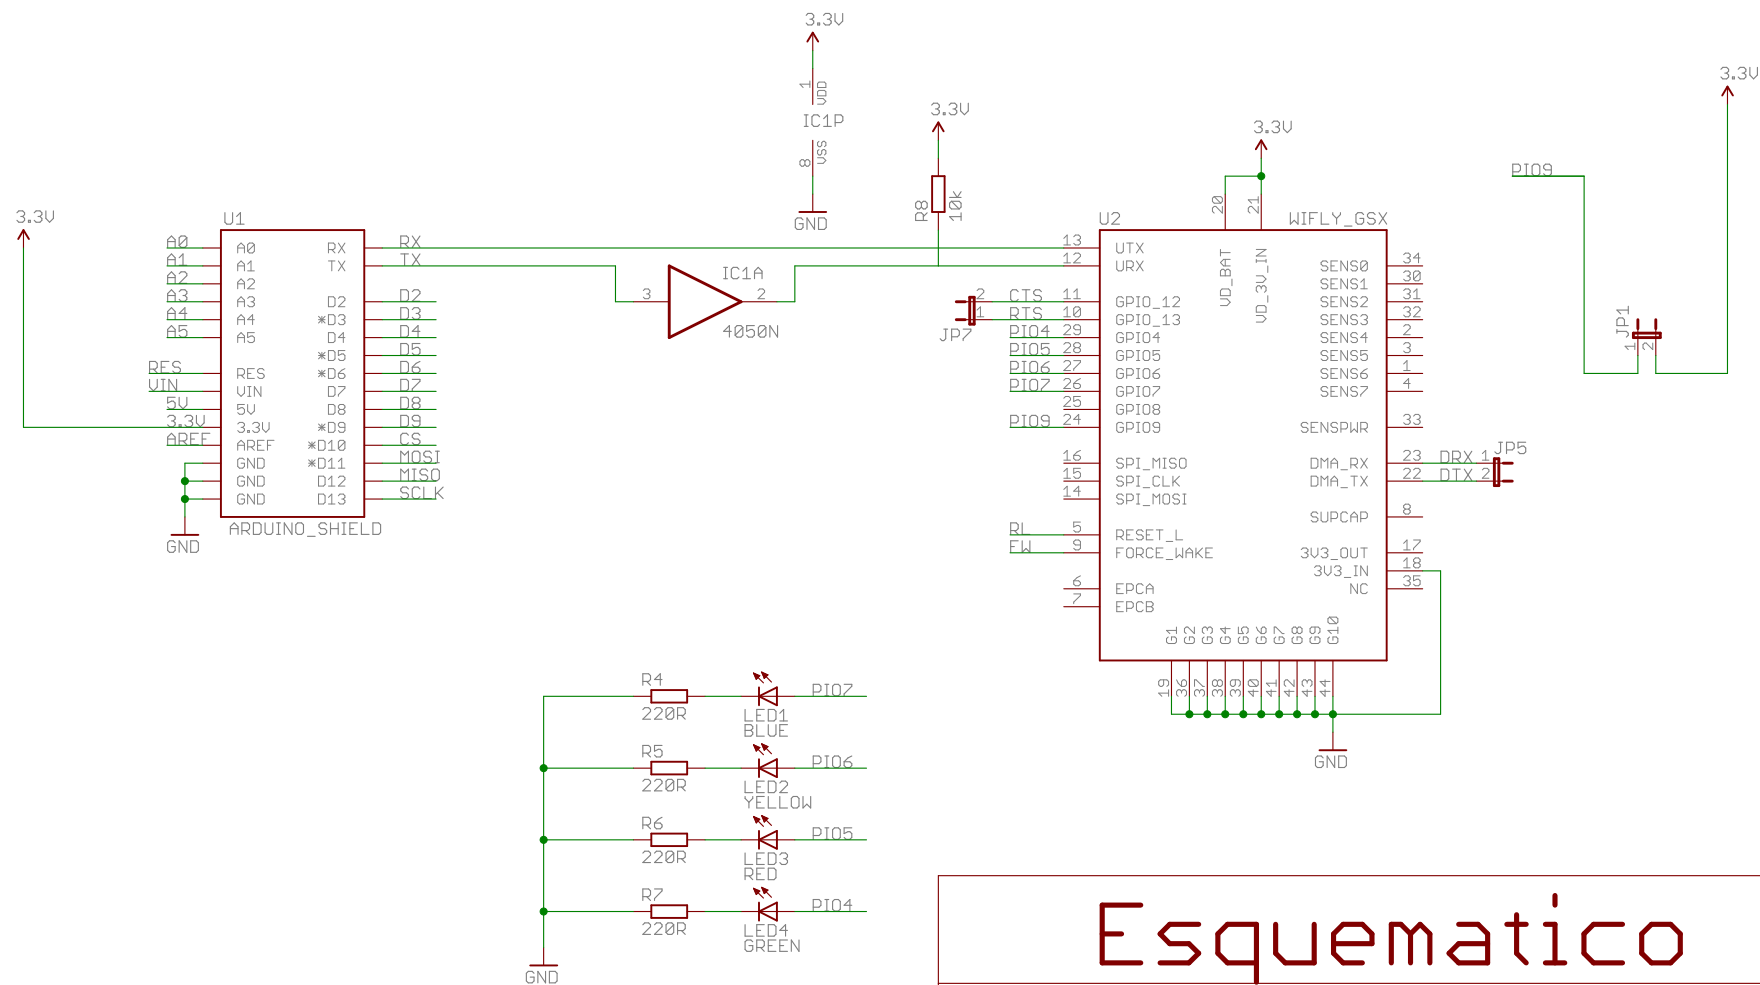 3.3V
1
VDD
IC1P
8
VSS
GND
3.3V
R8
10k
3.3V
3.3V
PIO9
3.3V
U1
A0 A0 RX RX
A1 A1 TX TX
A2 A2
A3 A3 D2 D2
A4 A4 *D3 D3
A5 A5 D4 D4
*D5 D5
RES RES *D6 D6
VIN VIN D7 D7
5V 5V D8 D8
3.3V 3.3V *D9 D9
AREF AREF *D10 CS
GND *D11 MOSI
GND D12 MISO
GND D13 SCLK
ARDUINO_SHIELD
GND
IC1A
3 2
4050N
U2 WIFLY_GSX
20 21
VD_BAT
VD_3V_IN
13 UTX
12 URX
2 CTS 11 GPIO_12
1 RTS 10 GPIO_13
JP7
PIO4 29 GPIO4
PIO5 28 GPIO5
PIO6 27 GPIO6
PIO7 26 GPIO7
25 GPIO8
PIO9 24 GPIO9
16 SPI_MISO
15 SPI_CLK
14 SPI_MOSI
RL 5 RESET_L
FW 9 FORCE_WAKE
6 EPCA
7 EPCB
SENS0 34
SENS1 30
SENS2 31
SENS3 32
SENS4 2
SENS5 3
SENS6 1
SENS7 4
SENSPWR 33
DMA_RX 23 DRX 1
DMA_TX 22 DTX 2
JP5
SUPCAP 8
3V3_OUT 17
3V3_IN 18
NC 35
G1 G2 G3 G4 G5 G6 G7 G8 G9 G10
19 36 37 38 39 40 41 42 43 44
GND
JP1
1 2
R4
220R
LED1
BLUE
PIO7
R5
220R
LED2
YELLOW
PIO6
R6
220R
LED3
RED
PIO5
R7
220R
LED4
GREEN
PIO4
GND
Esquematico